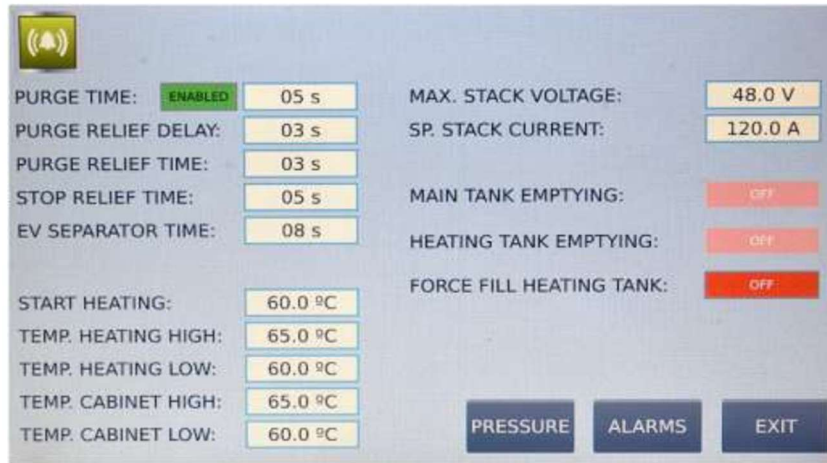 PURGE TIME: ENABLED 05 s
PURGE RELIEF DELAY: 03 s
PURGE RELIEF TIME: 03 s
STOP RELIEF TIME: 05 s
EV SEPARATOR TIME: 08 s
START HEATING: 60.0 ºC
TEMP. HEATING HIGH: 65.0 ºC
TEMP. HEATING LOW: 60.0 ºC
TEMP. CABINET HIGH: 65.0 ºC
TEMP. CABINET LOW: 60.0 ºC
MAX. STACK VOLTAGE: 48.0 V
SP. STACK CURRENT: 120.0 A
MAIN TANK EMPTYING: OFF
HEATING TANK EMPTYING: OFF
FORCE FILL HEATING TANK: OFF
PRESSURE ALARMS EXIT